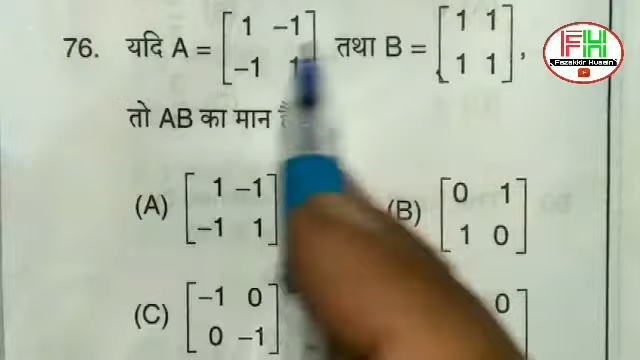 76. यदि A = [1 −1 −1 1] तथा B = [1 1 1 1],
तो AB का मान है
(A) [1 −1 −1 1] (B) [0 1 1 0]
(C) [−1 0 0 −1] 0
FH
Fazakkir Husain